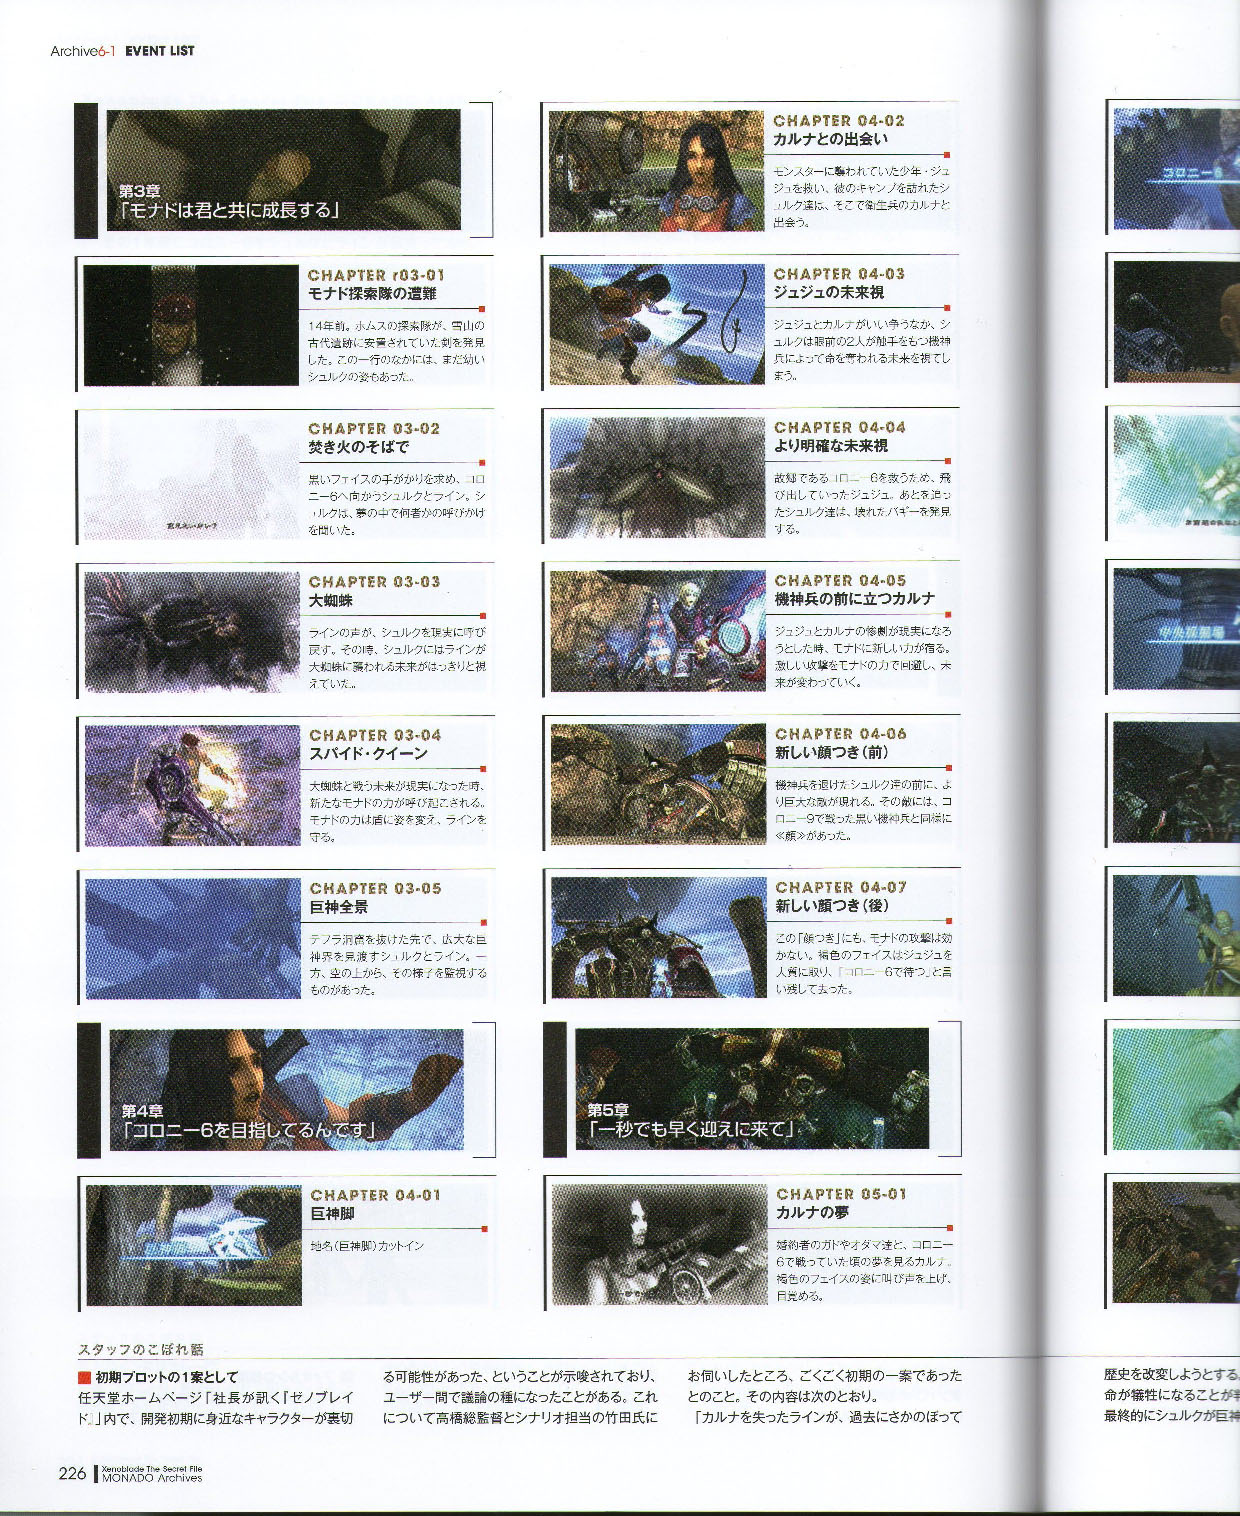 Archive6-1 EVENT LIST
第3章
「モナドは君と共に成長する」
CHAPTER r03-01
モナド探索隊の遭難
14年前。ホムスの探索隊が、雪山の
古代遺跡に安置されていた剣を発見
した。この一行のなかには、まだ幼い
シュルクの姿もあった。
CHAPTER 03-02
焚き火のそばで
黒いフェイスの手がかりを求め、コロ
ニー6へ向かうシュルクとライン。シ
ュルクは、夢の中で何者かの呼びかけ
を聞いた。
CHAPTER 03-03
大蜘蛛
ラインの声が、シュルクを現実に呼び
戻す。その時、シュルクにはラインが
大蜘蛛に襲われる未来がはっきりと視
えていた。
CHAPTER 03-04
スパイド・クイーン
大蜘蛛と戦う未来が現実になった時、
新たなモナドの力が呼び起こされる。
モナドの力は盾に姿を変え、ラインを
守る。
CHAPTER 03-05
巨神全景
テフラ洞窟を抜けた先で、広大な巨
神界を見渡すシュルクとライン。一
方、空の上から、その様子を監視する
ものがあった。
第4章
「コロニー6を目指してるんです」
CHAPTER 04-01
巨神脚
地名（巨神脚）カットイン
CHAPTER 04-02
カルナとの出会い
モンスターに襲われていた少年・ジュ
ジュを救い、彼のキャンプを訪れたシ
ュルク達は、そこで衛生兵のカルナと
出会う。
CHAPTER 04-03
ジュジュの未来視
ジュジュとカルナがいい争うなか、シ
ュルクは眼前の2人が触手をもつ機神
兵によって命を奪われる未来を視てし
まう。
CHAPTER 04-04
より明確な未来視
故郷であるコロニー6を救うため、飛
び出していったジュジュ。あとを追っ
たシュルク達は、壊れたバギーを発見
する。
CHAPTER 04-05
機神兵の前に立つカルナ
ジュジュとカルナの惨劇が現実になろ
うとした時、モナドに新しい力が宿る。
激しい攻撃をモナドの力で回避し、未
来が変わっていく。
CHAPTER 04-06
新しい顔つき（前）
機神兵を退けたシュルク達の前に、よ
り巨大な敵が現れる。その敵には、コ
ロニー9で戦った黒い機神兵と同様に
≪顔≫があった。
CHAPTER 04-07
新しい顔つき（後）
この「顔つき」にも、モナドの攻撃は効
かない。褐色のフェイスはジュジュを
人質に取り、「コロニー6で待つ」と言
い残して去った。
第5章
「一秒でも早く迎えに来て」
CHAPTER 05-01
カルナの夢
婚約者のガドやオダマ達と、コロニー
6で戦っていた頃の夢を見るカルナ。
褐色のフェイスの姿に叫び声を上げ、
目覚める。
コロニー6
中央採掘場
スタッフのこぼれ話
初期プロットの1案として
任天堂ホームページ「社長が訊く『ゼノブレイ
ド』」内で、開発初期に身近なキャラクターが裏切
る可能性があった、ということが示唆されており、
ユーザー間で議論の種になったことがある。これ
について高橋総監督とシナリオ担当の竹田氏に
お伺いしたところ、ごくごく初期の一案であった
とのこと。その内容は次のとおり。
「カルナを失ったラインが、過去にさかのぼって
歴史を改変しようとする。
命が犠牲になることが
最終的にシュルクが巨神
226 Xenoblade The Secret File
MONADO Archives